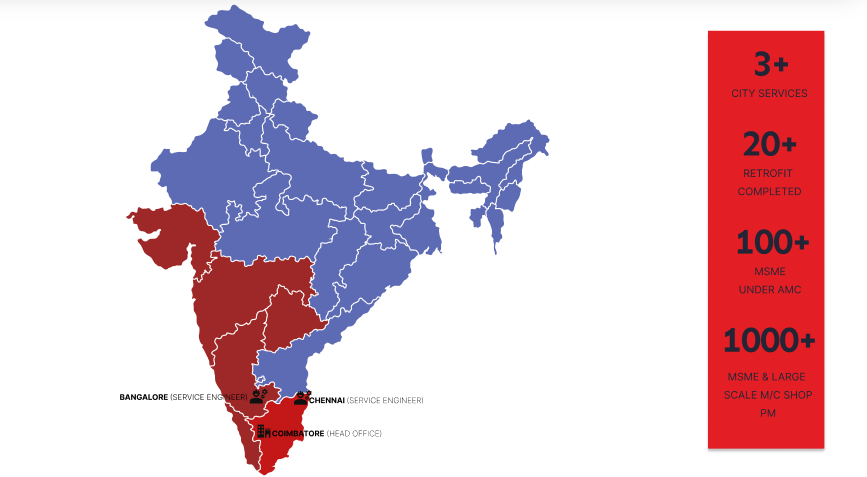 3+
CITY SERVICES
20+
RETROFIT
COMPLETED
100+
MSME
UNDER AMC
1000+
MSME & LARGE
SCALE M/C SHOP
PM
BANGALORE (SERVICE ENGINEER)
CHENNAI (SERVICE ENGINEER)
COIMBATORE (HEAD OFFICE)